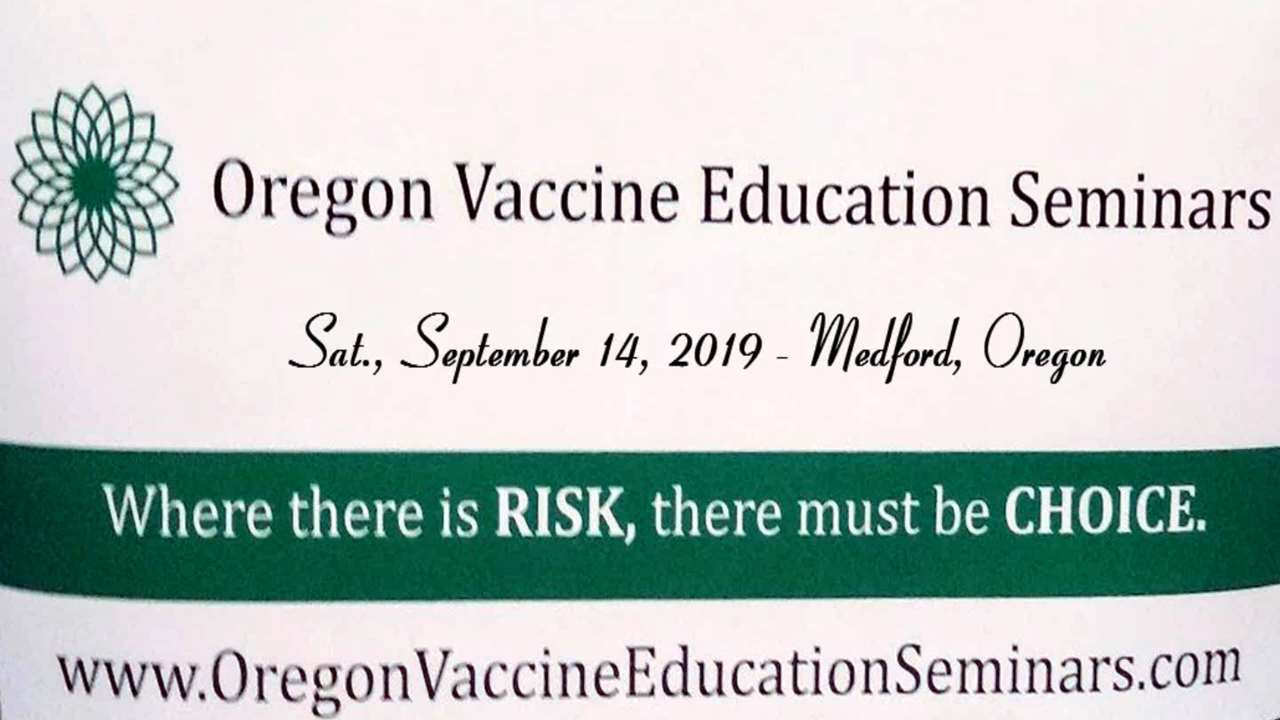 Oregon Vaccine Education Seminars
Sat., September 14, 2019 - Medford, Oregon
Where there is RISK, there must be CHOICE.
www.OregonVaccineEducationSeminars.com